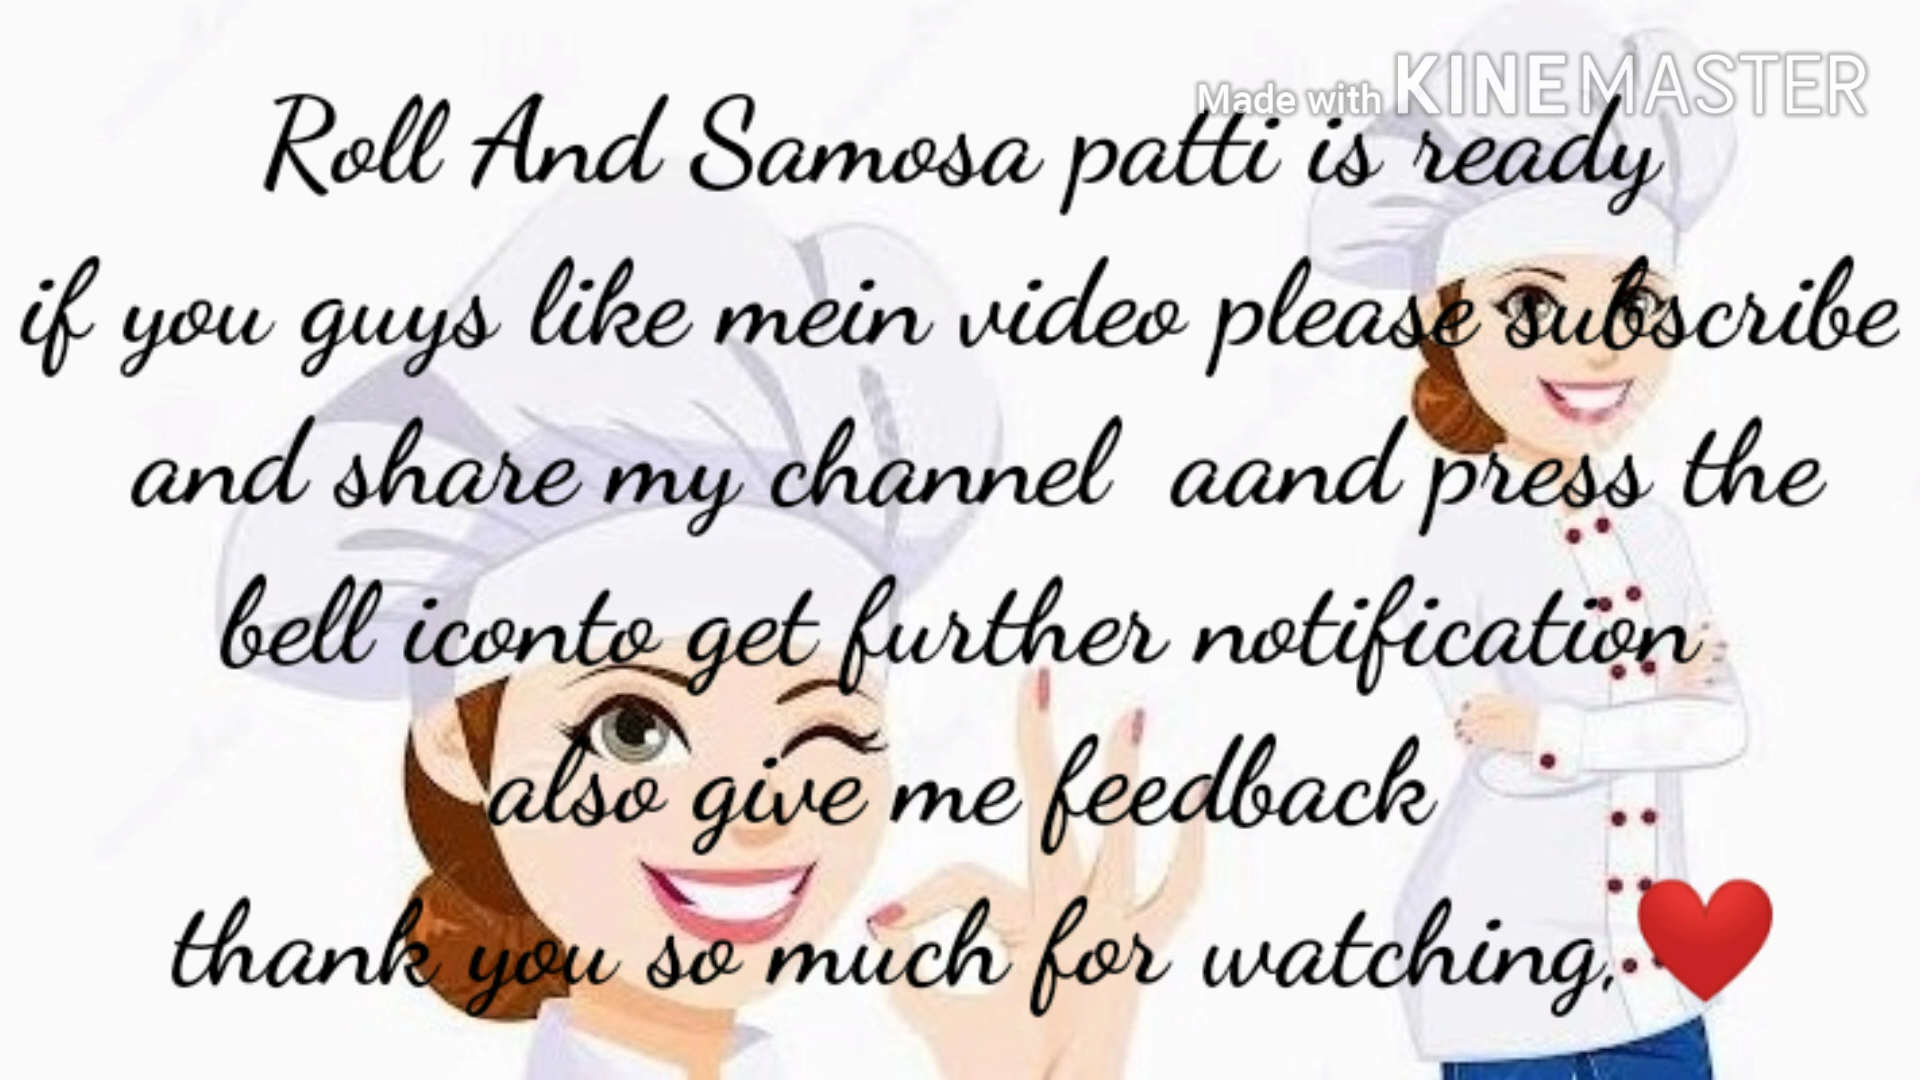 Made with KINEMASTER
Roll And Samosa patti is ready
if you guys like mein video please subscribe
and share my channel  aand press the
bell iconto get further notification
also give me feedback
thank you so much for watching,❤️